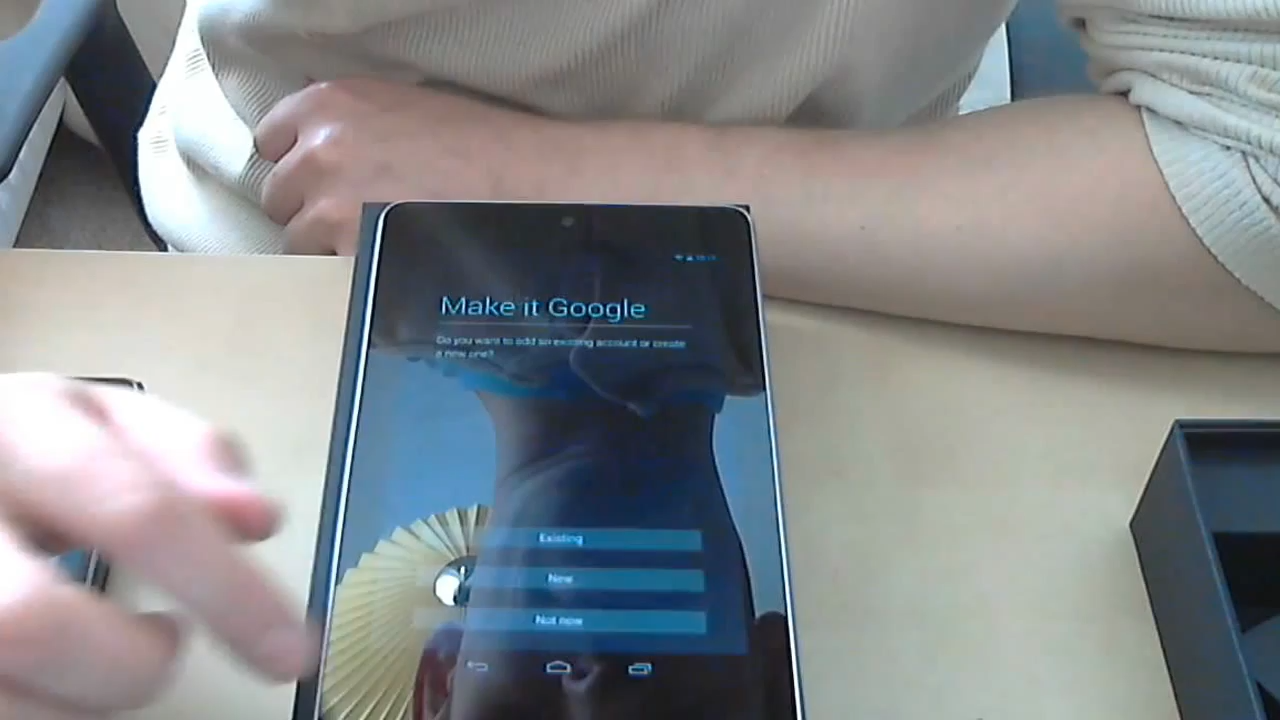 Make it Google
Do you want to add an existing account or create
a new one?
Existing
New
Not now